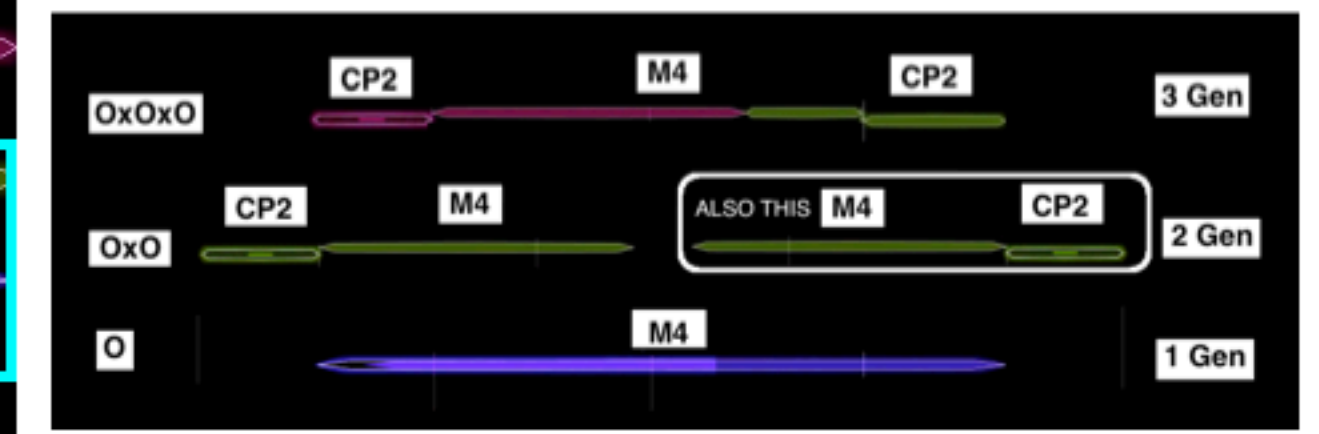 CP2 M4 CP2
OxOxO 3 Gen
CP2 M4 ALSO THIS M4 CP2
OxO 2 Gen
M4
O 1 Gen